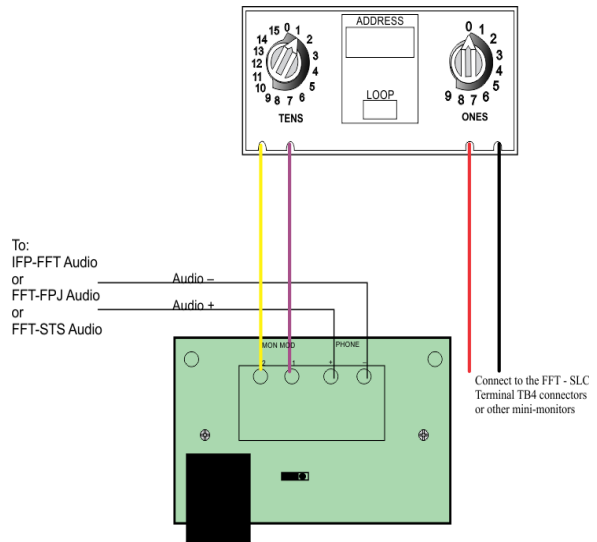 ADDRESS
LOOP
15 0 1 2 3 4 5 6 7 8 9 10 11 12 13 14
TENS
0 1 2 3 4 5 6 7 8 9
ONES
To:
IFP-FFT Audio
or
FFT-FPJ Audio
or
FFT-STS Audio
Audio –
Audio +
MON MOD
PHONE
2 1 + –
Connect to the FFT - SLC
Terminal TB4 connectors
or other mini-monitors